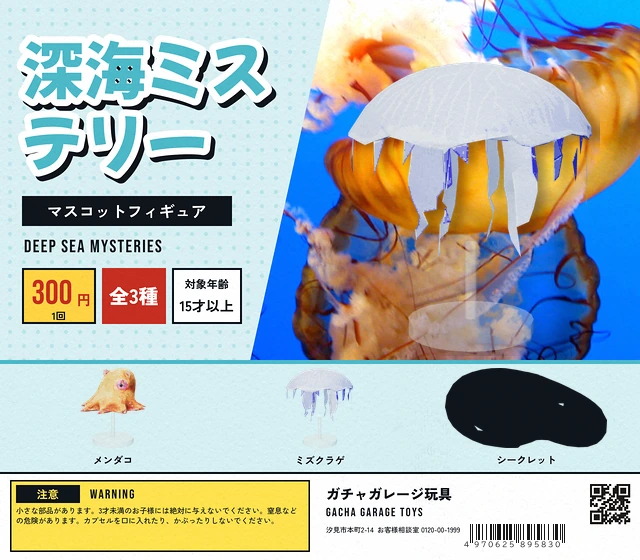 深海ミス
テリー
マスコットフィギュア
DEEP SEA MYSTERIES
300円
1回
全3種
対象年齢
15才以上
メンダコ
ミズクラゲ
シークレット
注意 WARNING
小さな部品があります。3才未満のお子様には絶対に与えないでください。窒息など
の危険があります。カプセルを口に入れたり、かぶったりしないでください。
ガチャガレージ玩具
GACHA GARAGE TOYS
汐見市本町2-14 お客様相談室 0120-00-1999
4 970625 895830